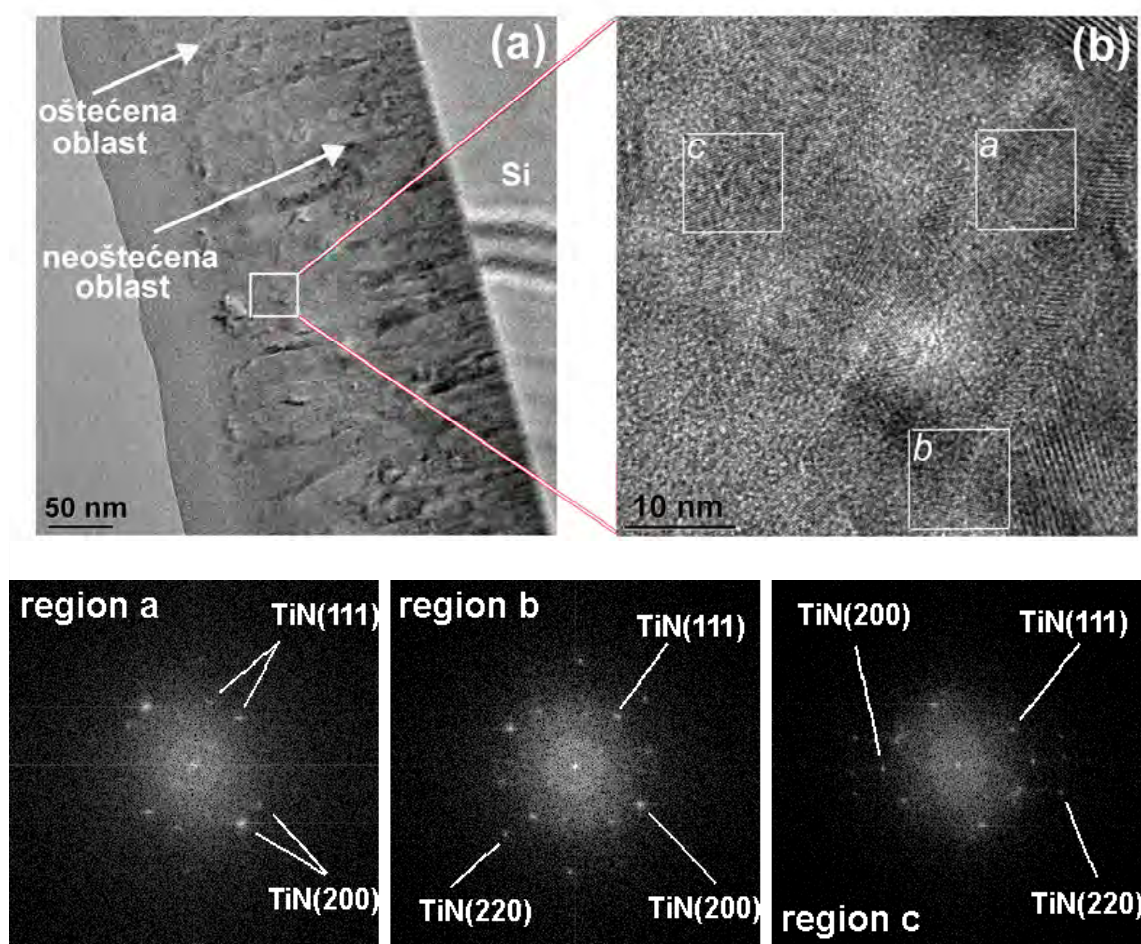 (a)
oštećena
oblast
neoštećena
oblast
Si
50 nm
(b)
c
a
b
10 nm
region a
TiN(111)
TiN(200)
region b
TiN(111)
TiN(220)
TiN(200)
TiN(200)
TiN(111)
TiN(220)
region c